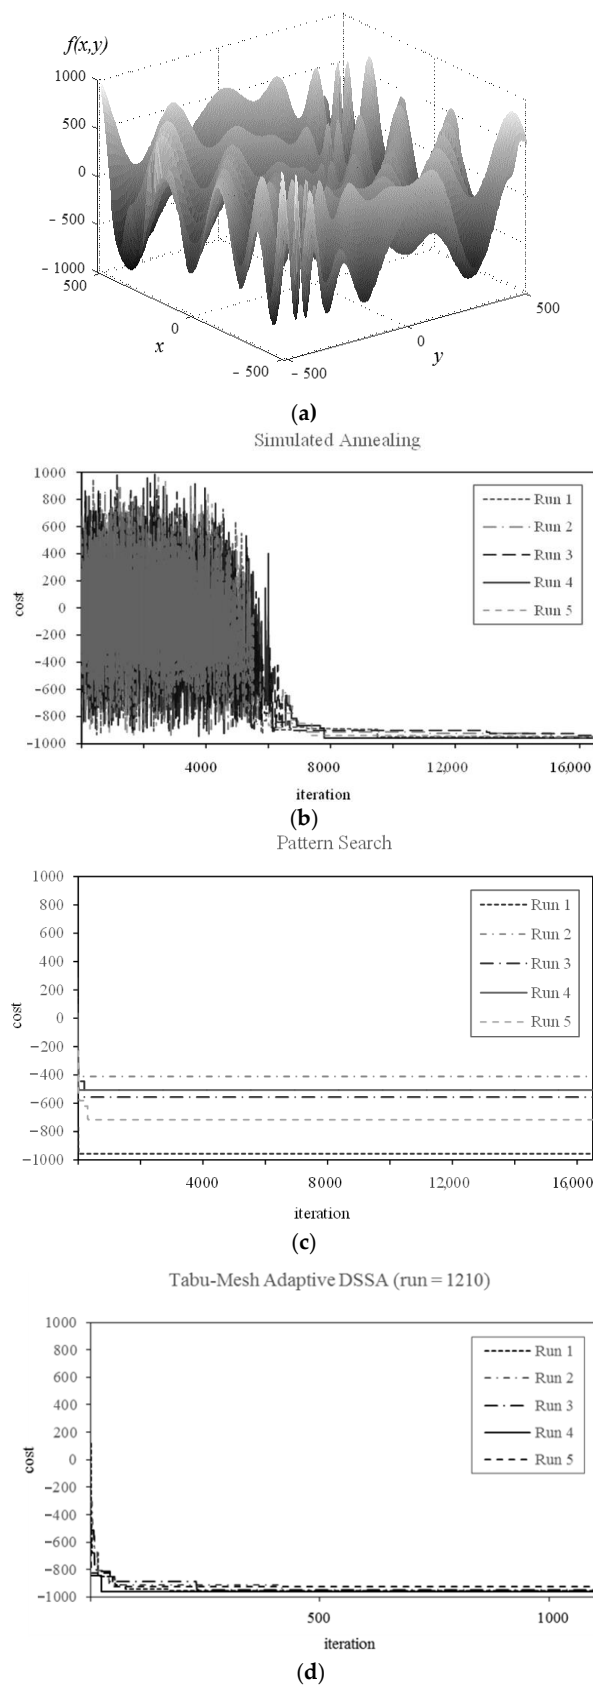 f(x,y)
1000
500
0
− 500
− 1000
500
0
− 500
x
− 500
0
500
y
(a)
Simulated Annealing
1000
800
600
400
200
0
−200
−400
−600
−800
−1000
cost
Run 1
Run 2
Run 3
Run 4
Run 5
4000
8000
12,000
16,000
iteration
(b)
Pattern Search
1000
800
600
400
200
0
−200
−400
−600
−800
−1000
cost
Run 1
Run 2
Run 3
Run 4
Run 5
4000
8000
12,000
16,000
iteration
(c)
Tabu-Mesh Adaptive DSSA (run = 1210)
1000
800
600
400
200
0
−200
−400
−600
−800
−1000
cost
Run 1
Run 2
Run 3
Run 4
Run 5
500
1000
iteration
(d)